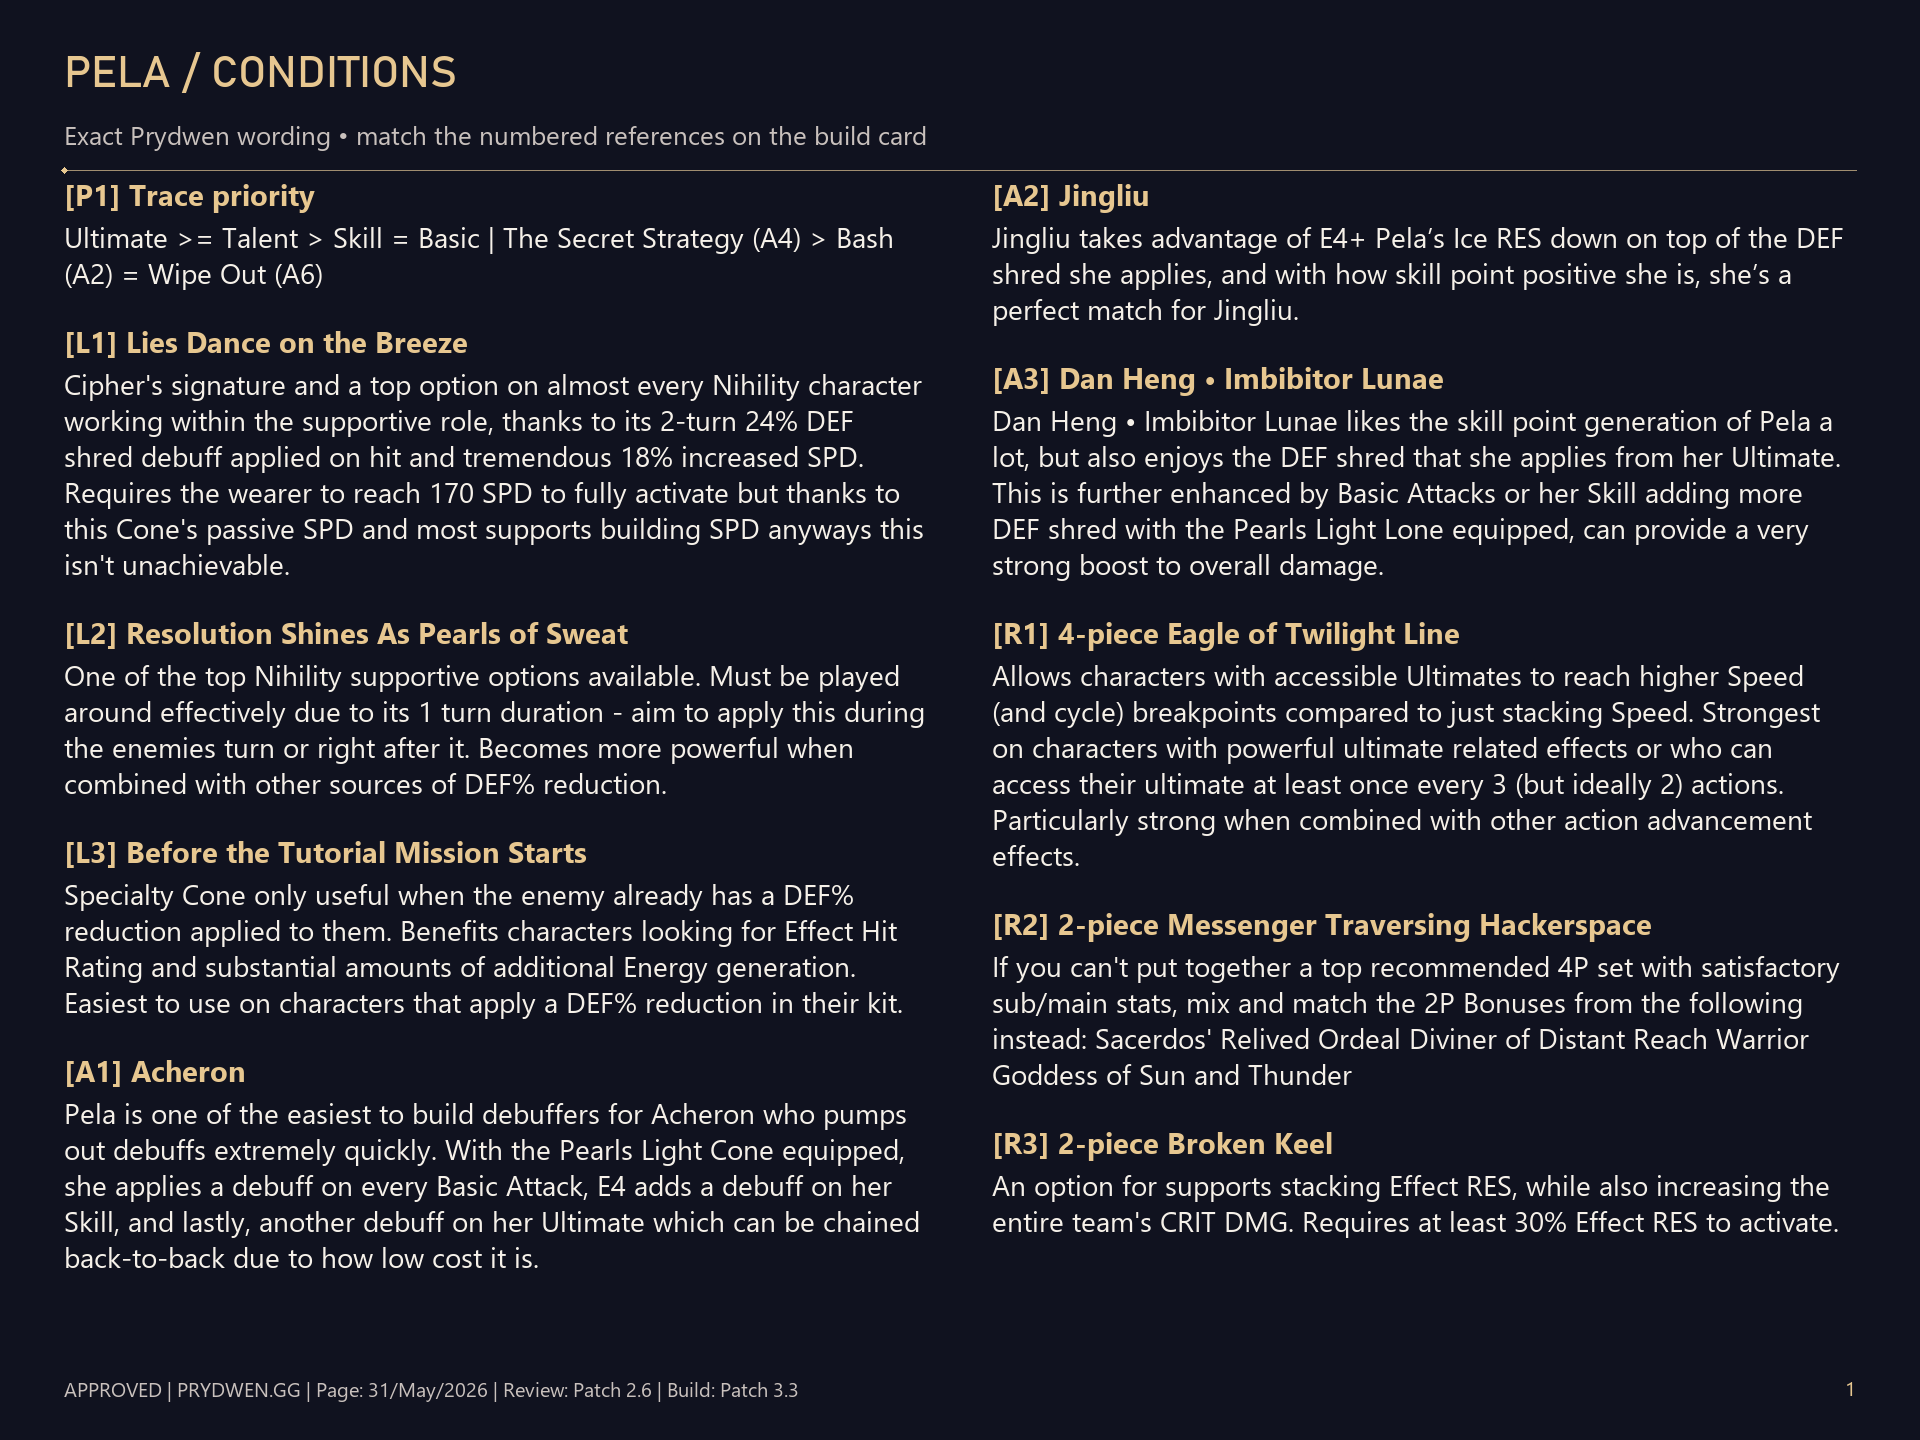 PELA / CONDITIONS
Exact Prydwen wording • match the numbered references on the build card
[P1] Trace priority
Ultimate >= Talent > Skill = Basic | The Secret Strategy (A4) > Bash
(A2) = Wipe Out (A6)
[L1] Lies Dance on the Breeze
Cipher's signature and a top option on almost every Nihility character
working within the supportive role, thanks to its 2-turn 24% DEF
shred debuff applied on hit and tremendous 18% increased SPD.
Requires the wearer to reach 170 SPD to fully activate but thanks to
this Cone's passive SPD and most supports building SPD anyways this
isn't unachievable.
[L2] Resolution Shines As Pearls of Sweat
One of the top Nihility supportive options available. Must be played
around effectively due to its 1 turn duration - aim to apply this during
the enemies turn or right after it. Becomes more powerful when
combined with other sources of DEF% reduction.
[L3] Before the Tutorial Mission Starts
Specialty Cone only useful when the enemy already has a DEF%
reduction applied to them. Benefits characters looking for Effect Hit
Rating and substantial amounts of additional Energy generation.
Easiest to use on characters that apply a DEF% reduction in their kit.
[A1] Acheron
Pela is one of the easiest to build debuffers for Acheron who pumps
out debuffs extremely quickly. With the Pearls Light Cone equipped,
she applies a debuff on every Basic Attack, E4 adds a debuff on her
Skill, and lastly, another debuff on her Ultimate which can be chained
back-to-back due to how low cost it is.
[A2] Jingliu
Jingliu takes advantage of E4+ Pela’s Ice RES down on top of the DEF
shred she applies, and with how skill point positive she is, she’s a
perfect match for Jingliu.
[A3] Dan Heng • Imbibitor Lunae
Dan Heng • Imbibitor Lunae likes the skill point generation of Pela a
lot, but also enjoys the DEF shred that she applies from her Ultimate.
This is further enhanced by Basic Attacks or her Skill adding more
DEF shred with the Pearls Light Lone equipped, can provide a very
strong boost to overall damage.
[R1] 4-piece Eagle of Twilight Line
Allows characters with accessible Ultimates to reach higher Speed
(and cycle) breakpoints compared to just stacking Speed. Strongest
on characters with powerful ultimate related effects or who can
access their ultimate at least once every 3 (but ideally 2) actions.
Particularly strong when combined with other action advancement
effects.
[R2] 2-piece Messenger Traversing Hackerspace
If you can't put together a top recommended 4P set with satisfactory
sub/main stats, mix and match the 2P Bonuses from the following
instead: Sacerdos' Relived Ordeal Diviner of Distant Reach Warrior
Goddess of Sun and Thunder
[R3] 2-piece Broken Keel
An option for supports stacking Effect RES, while also increasing the
entire team's CRIT DMG. Requires at least 30% Effect RES to activate.
APPROVED | PRYDWEN.GG | Page: 31/May/2026 | Review: Patch 2.6 | Build: Patch 3.3
1